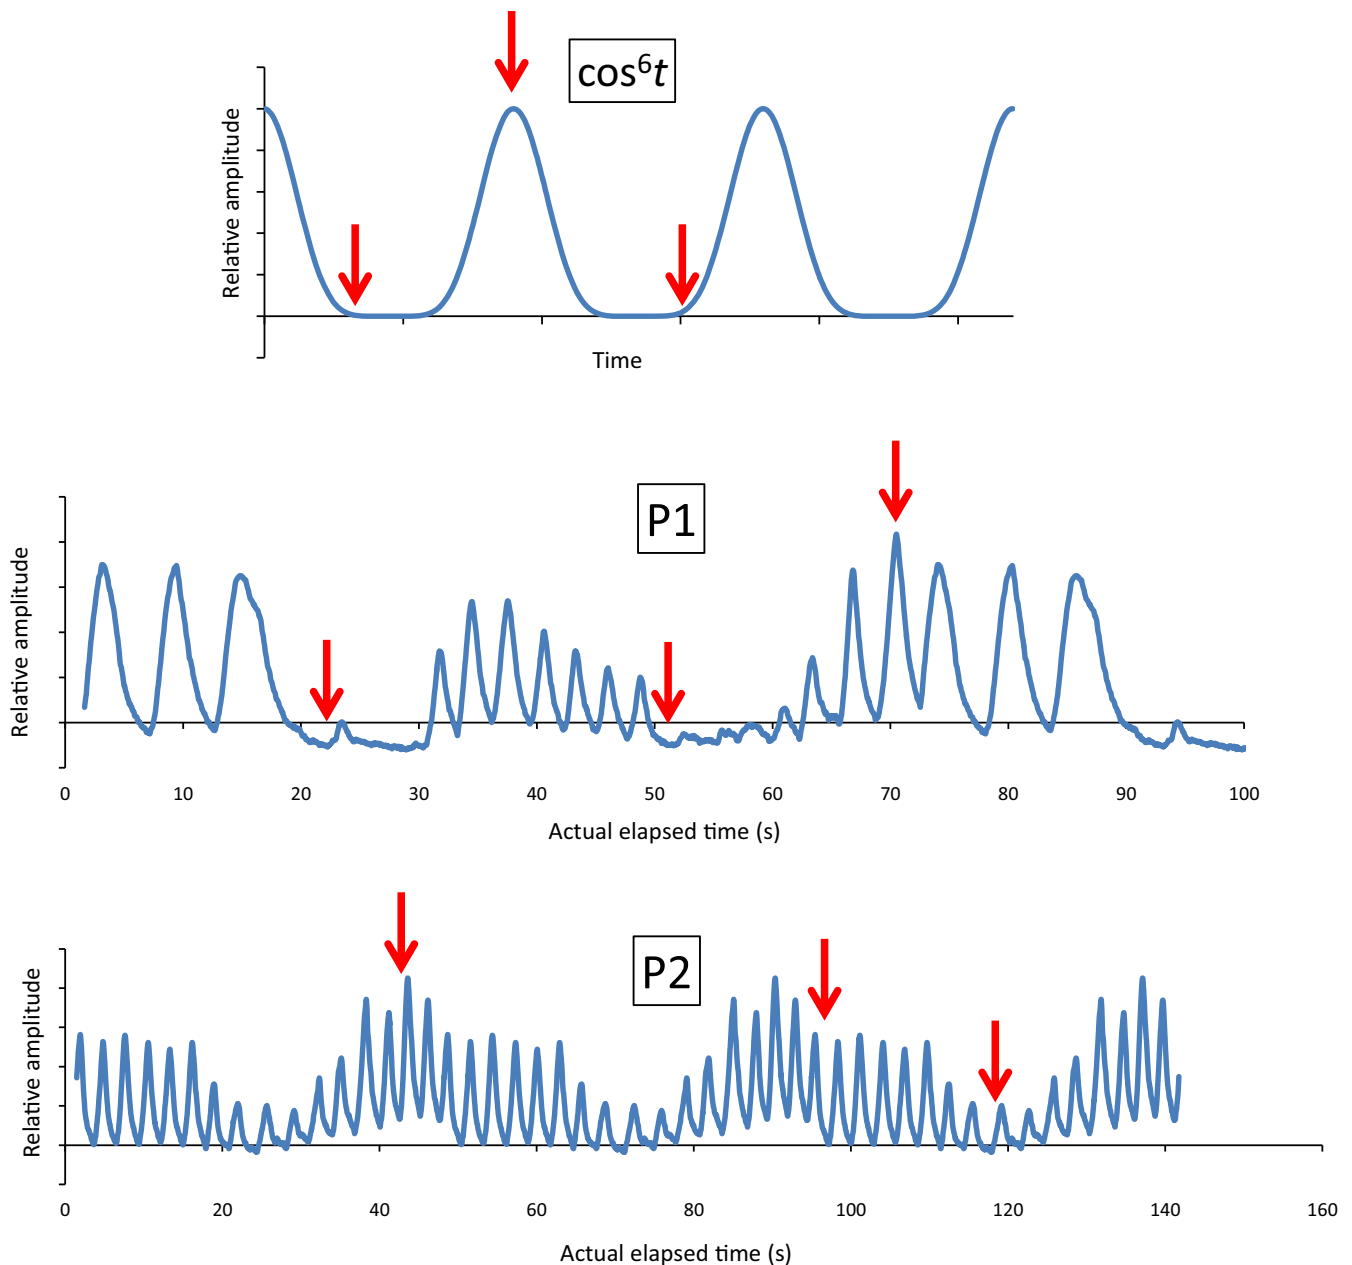 cos⁶t
Relative amplitude
Time
P1
Relative amplitude
0 10 20 30 40 50 60 70 80 90 100
Actual elapsed time (s)
P2
Relative amplitude
0 20 40 60 80 100 120 140 160
Actual elapsed time (s)